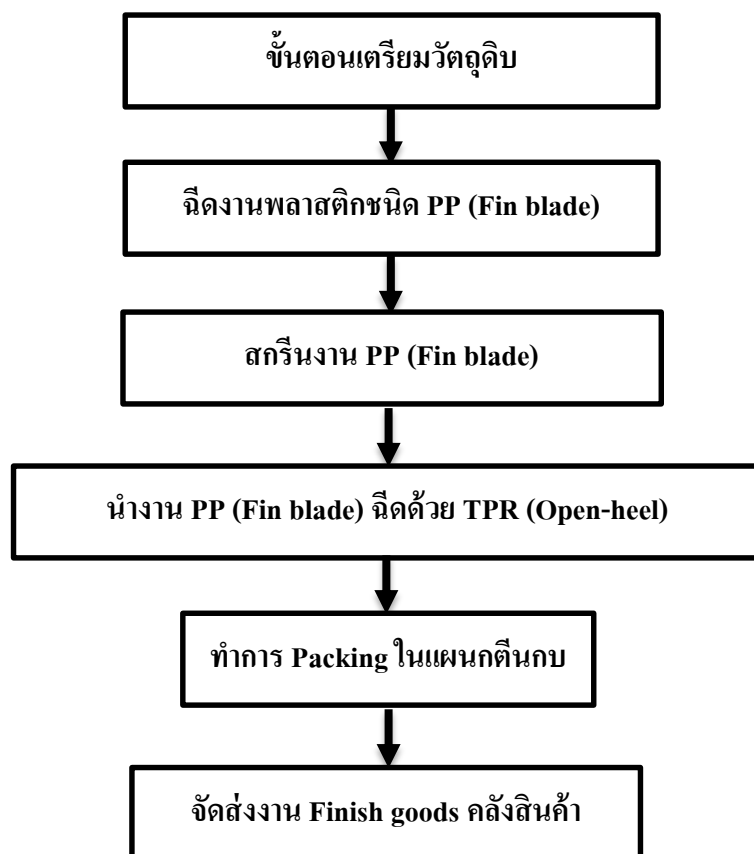 ขั้นตอนเตรียมวัตถุดิบ
ฉีดงานพลาสติกชนิด PP (Fin blade)
สกรีนงาน PP (Fin blade)
นำงาน PP (Fin blade) ฉีดด้วย TPR (Open-heel)
ทำการ Packing ในแผนกตีนกบ
จัดส่งงาน Finish goods คลังสินค้า